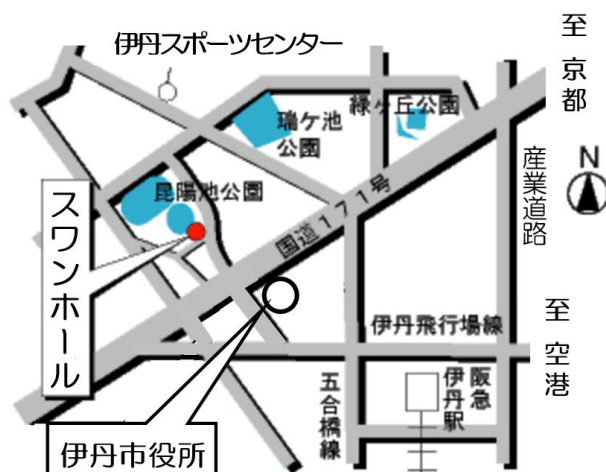 伊丹スポーツセンター
至 京都
緑ヶ丘公園
瑞ケ池
公園
産業道路
N
昆陽池公園
国道171号
スワンホール
伊丹飛行場線
至 空港
五合橋線
阪急
伊丹駅
伊丹市役所